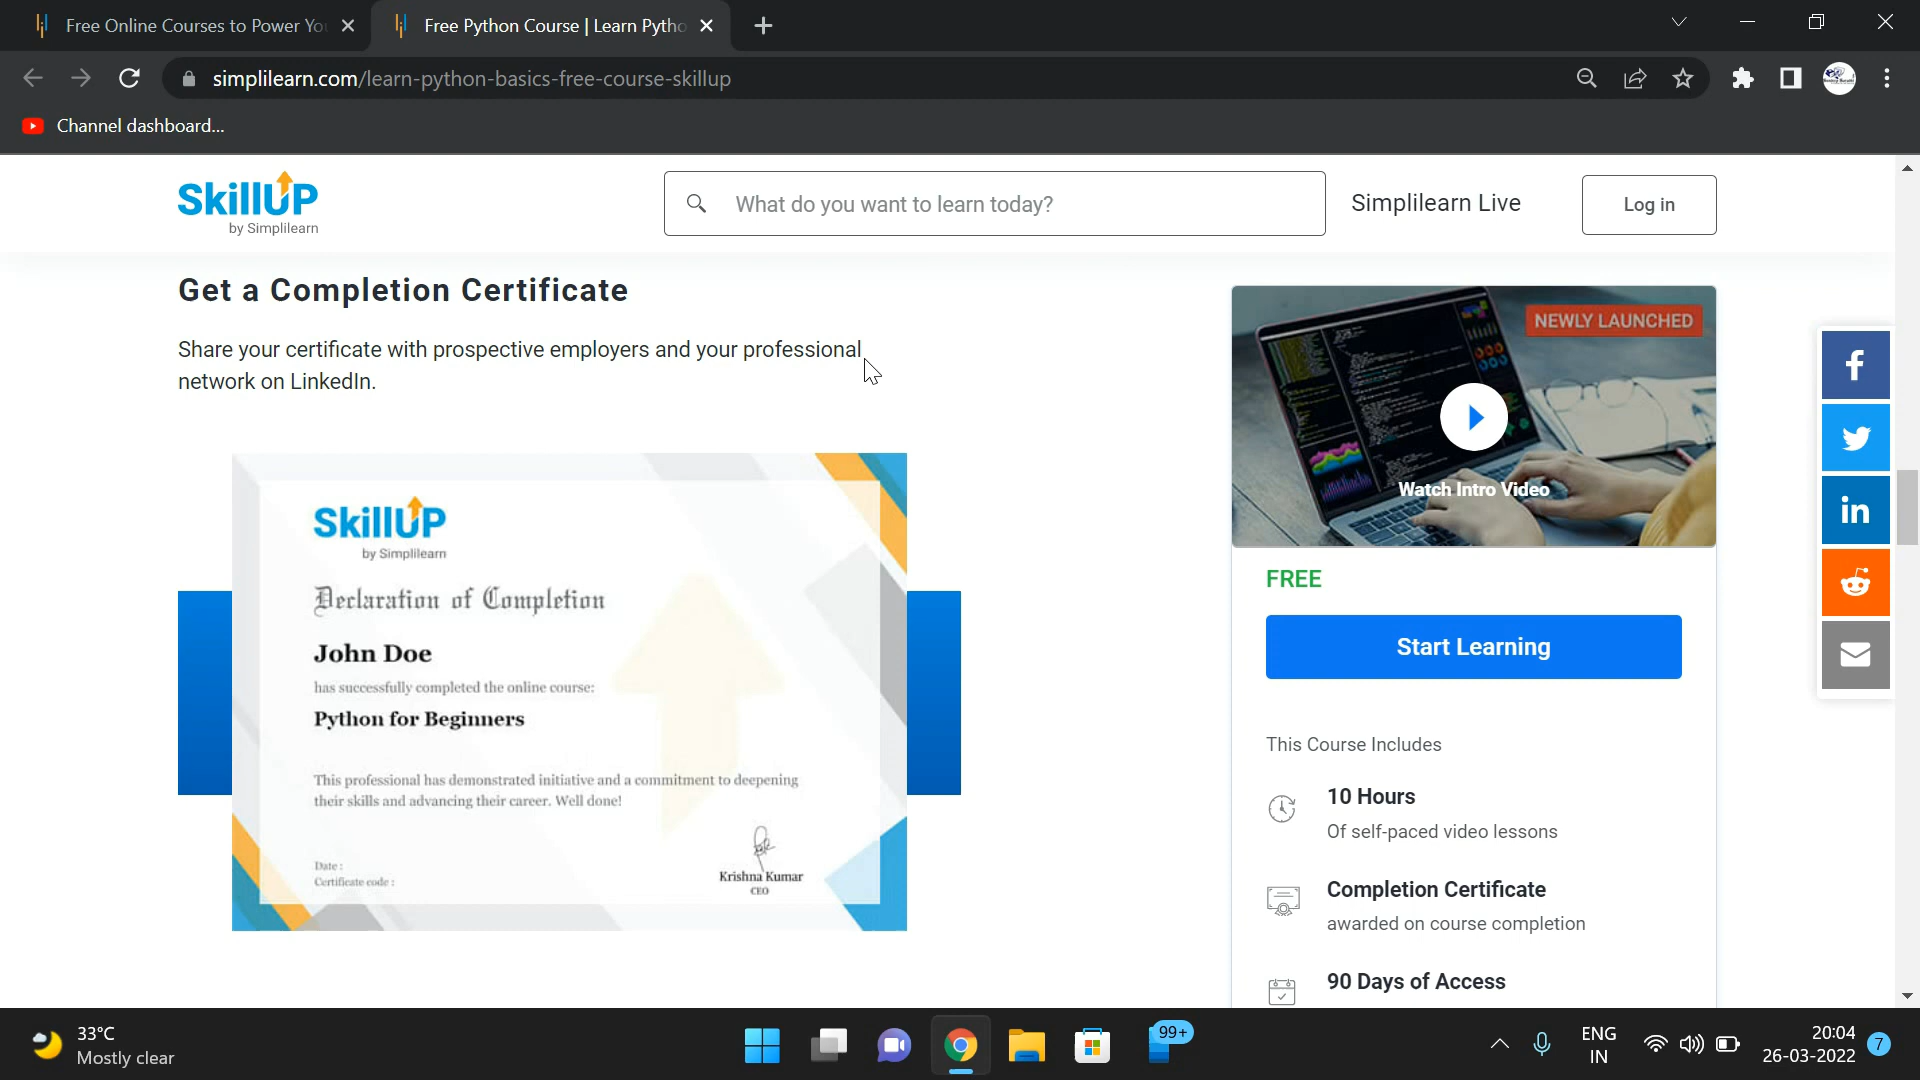 Free Online Courses to Power Yo
Free Python Course | Learn Pytho
simplilearn.com/learn-python-basics-free-course-skillup
Channel dashboard...
SkillUP
by Simplilearn
What do you want to learn today?
Simplilearn Live
Log in
Get a Completion Certificate
Share your certificate with prospective employers and your professional
network on LinkedIn.
SkillUP
by Simplilearn
Declaration of Completion
John Doe
has successfully completed the online course:
Python for Beginners
This professional has demonstrated initiative and a commitment to deepening
their skills and advancing their career. Well done!
Date :
Certificate code :
Krishna Kumar
CEO
NEWLY LAUNCHED
Watch Intro Video
FREE
Start Learning
This Course Includes
10 Hours
Of self-paced video lessons
Completion Certificate
awarded on course completion
90 Days of Access
f
in
33°C
Mostly clear
99+
ENG
IN
20:04
26-03-2022
7